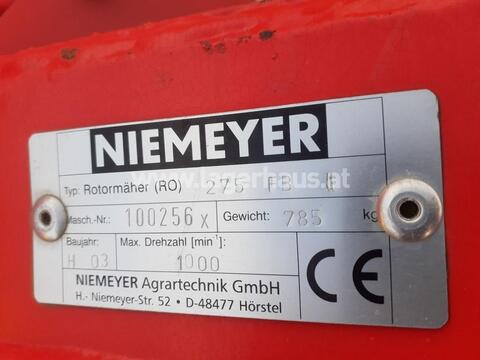 NIEMEYER
Typ: Rotormäher (RO) 275 FB K
www.lagerhaus.at
Masch.-Nr.: 100256 x Gewicht: 785 kg
Baujahr: Max. Drehzahl [min⁻¹]:
H 03 1000
NIEMEYER Agrartechnik GmbH
H.- Niemeyer-Str. 52 • D-48477 Hörstel
CE